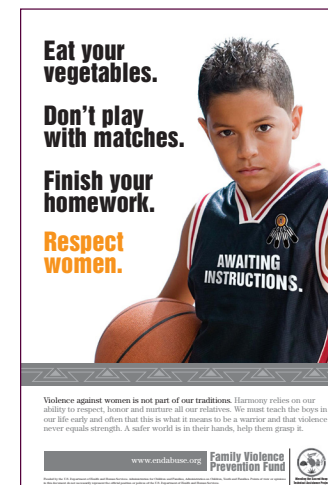 Eat your
vegetables.
Don't play
with matches.
Finish your
homework.
Respect
women.
AWAITING
INSTRUCTIONS.
Violence against women is not part of our traditions. Harmony relies on our
ability to respect, honor and nurture all our relatives. We must teach the boys in
our life early and often that this is what it means to be a warrior and that violence
never equals strength. A safer world is in their hands, help them grasp it.
www.endabuse.org
Family Violence
Prevention Fund